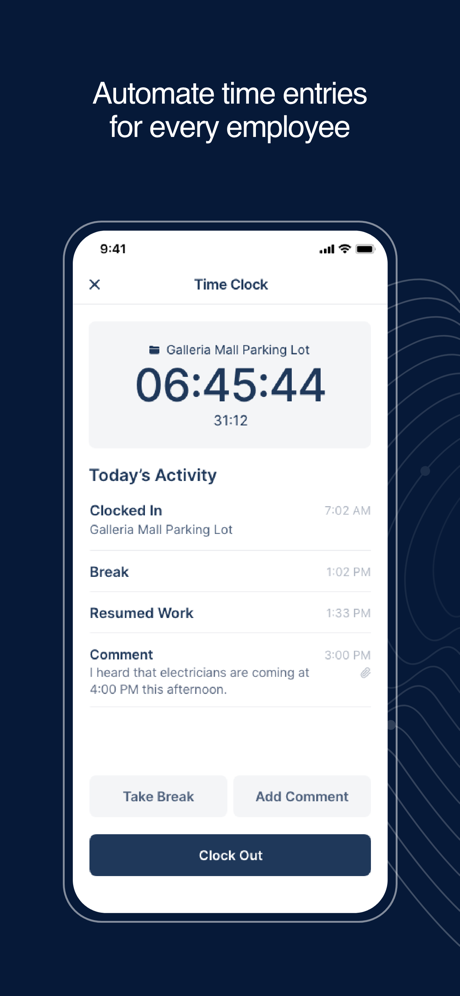 Automate time entries
for every employee
9:41
Time Clock
Galleria Mall Parking Lot
06:45:44
31:12
Today’s Activity
Clocked In 7:02 AM
Galleria Mall Parking Lot
Break 1:02 PM
Resumed Work 1:33 PM
Comment 3:00 PM
I heard that electricians are coming at
4:00 PM this afternoon.
Take Break Add Comment
Clock Out